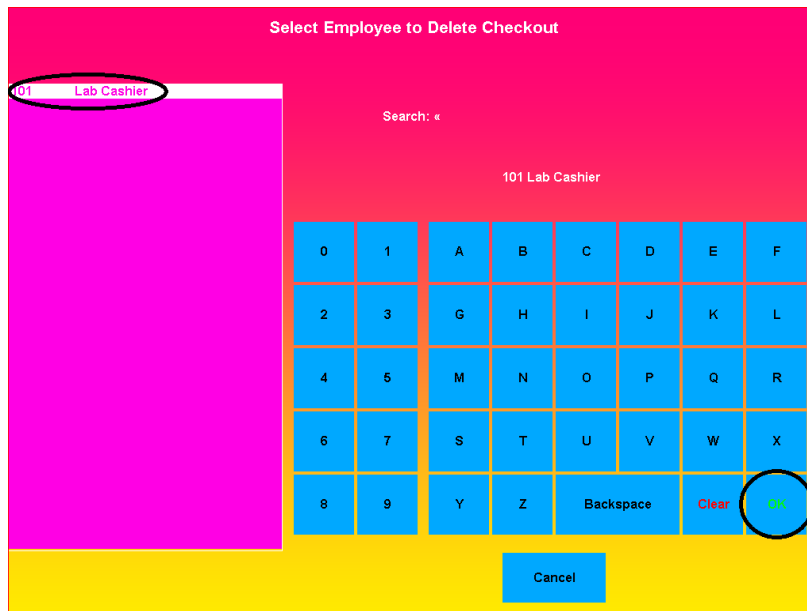 Select Employee to Delete Checkout
101 Lab Cashier
Search: «
101 Lab Cashier
0 1 A B C D E F
2 3 G H I J K L
4 5 M N O P Q R
6 7 S T U V W X
8 9 Y Z Backspace Clear OK
Cancel